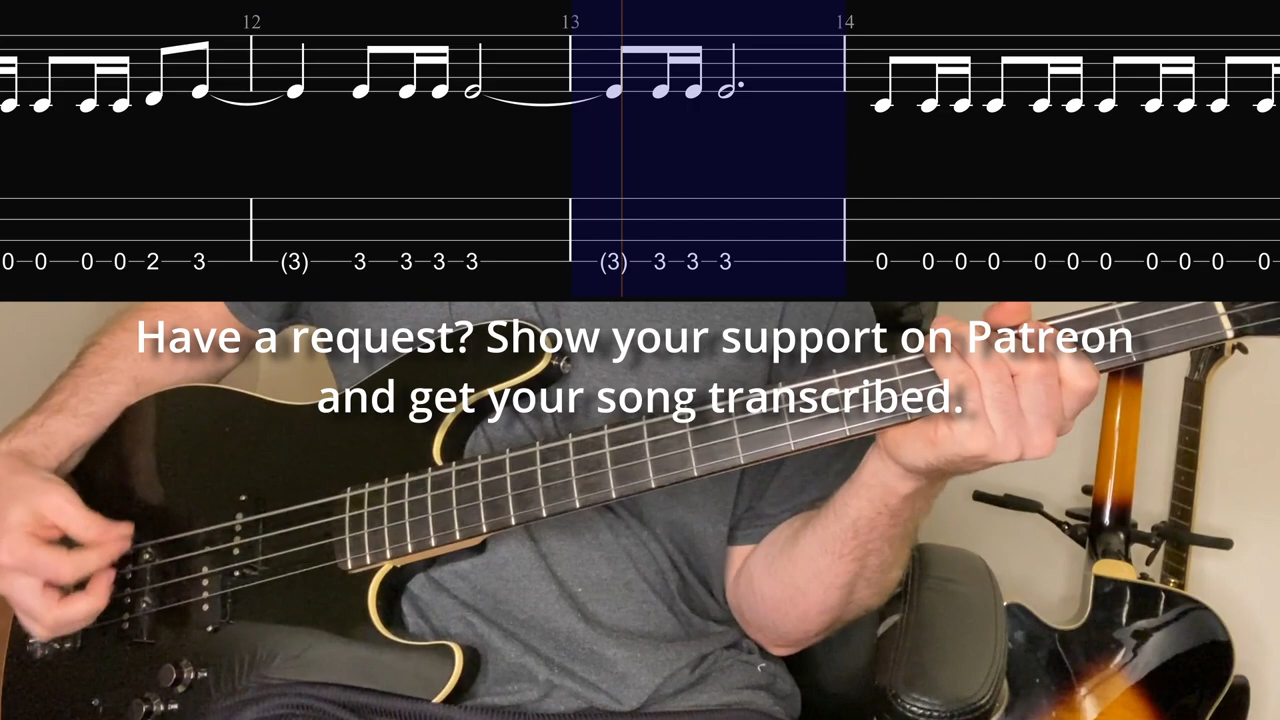 12 13 14
0 0 0 0 2 3 (3) 3 3 3 3 (3) 3 3 3 0 0 0 0 0 0 0 0 0 0 0
Have a request? Show your support on Patreon
and get your song transcribed.